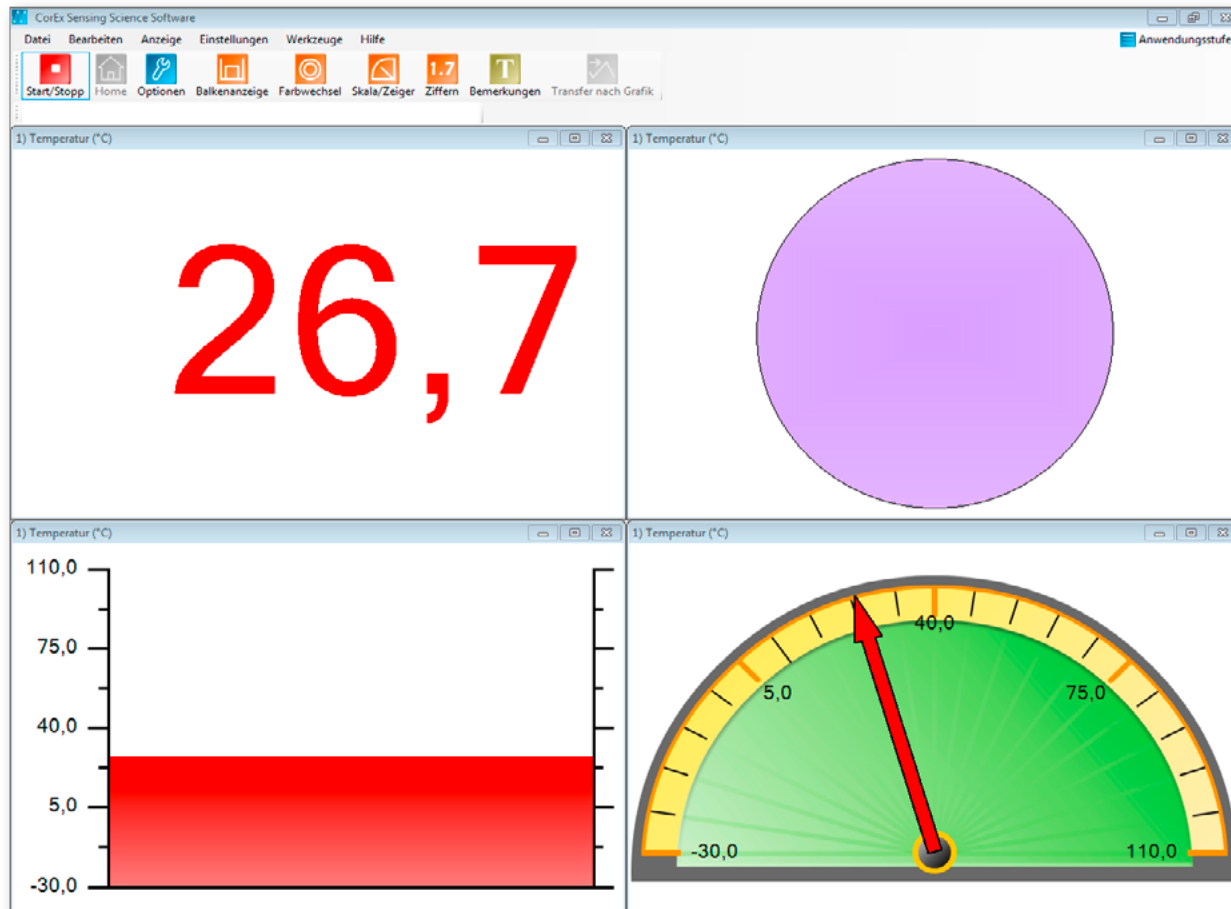 CorEx Sensing Science Software
Datei Bearbeiten Anzeige Einstellungen Werkzeuge Hilfe
Anwendungsstufe
1.7 T
Start/Stopp Home Optionen Balkenanzeige Farbwechsel Skala/Zeiger Ziffern Bemerkungen Transfer nach Grafik
1) Temperatur (°C)
26,7
1) Temperatur (°C)
1) Temperatur (°C)
110,0
75,0
40,0
5,0
-30,0
1) Temperatur (°C)
40,0
5,0 75,0
-30,0 110,0